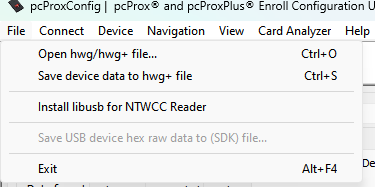 pcProxConfig | pcProx® and pcProxPlus® Enroll Configuration U
File Connect Device Navigation View Card Analyzer Help
Open hwg/hwg+ file... Ctrl+O
Save device data to hwg+ file Ctrl+S
Install libusb for NTWCC Reader
Save USB device hex raw data to (SDK) file...
De
Exit Alt+F4